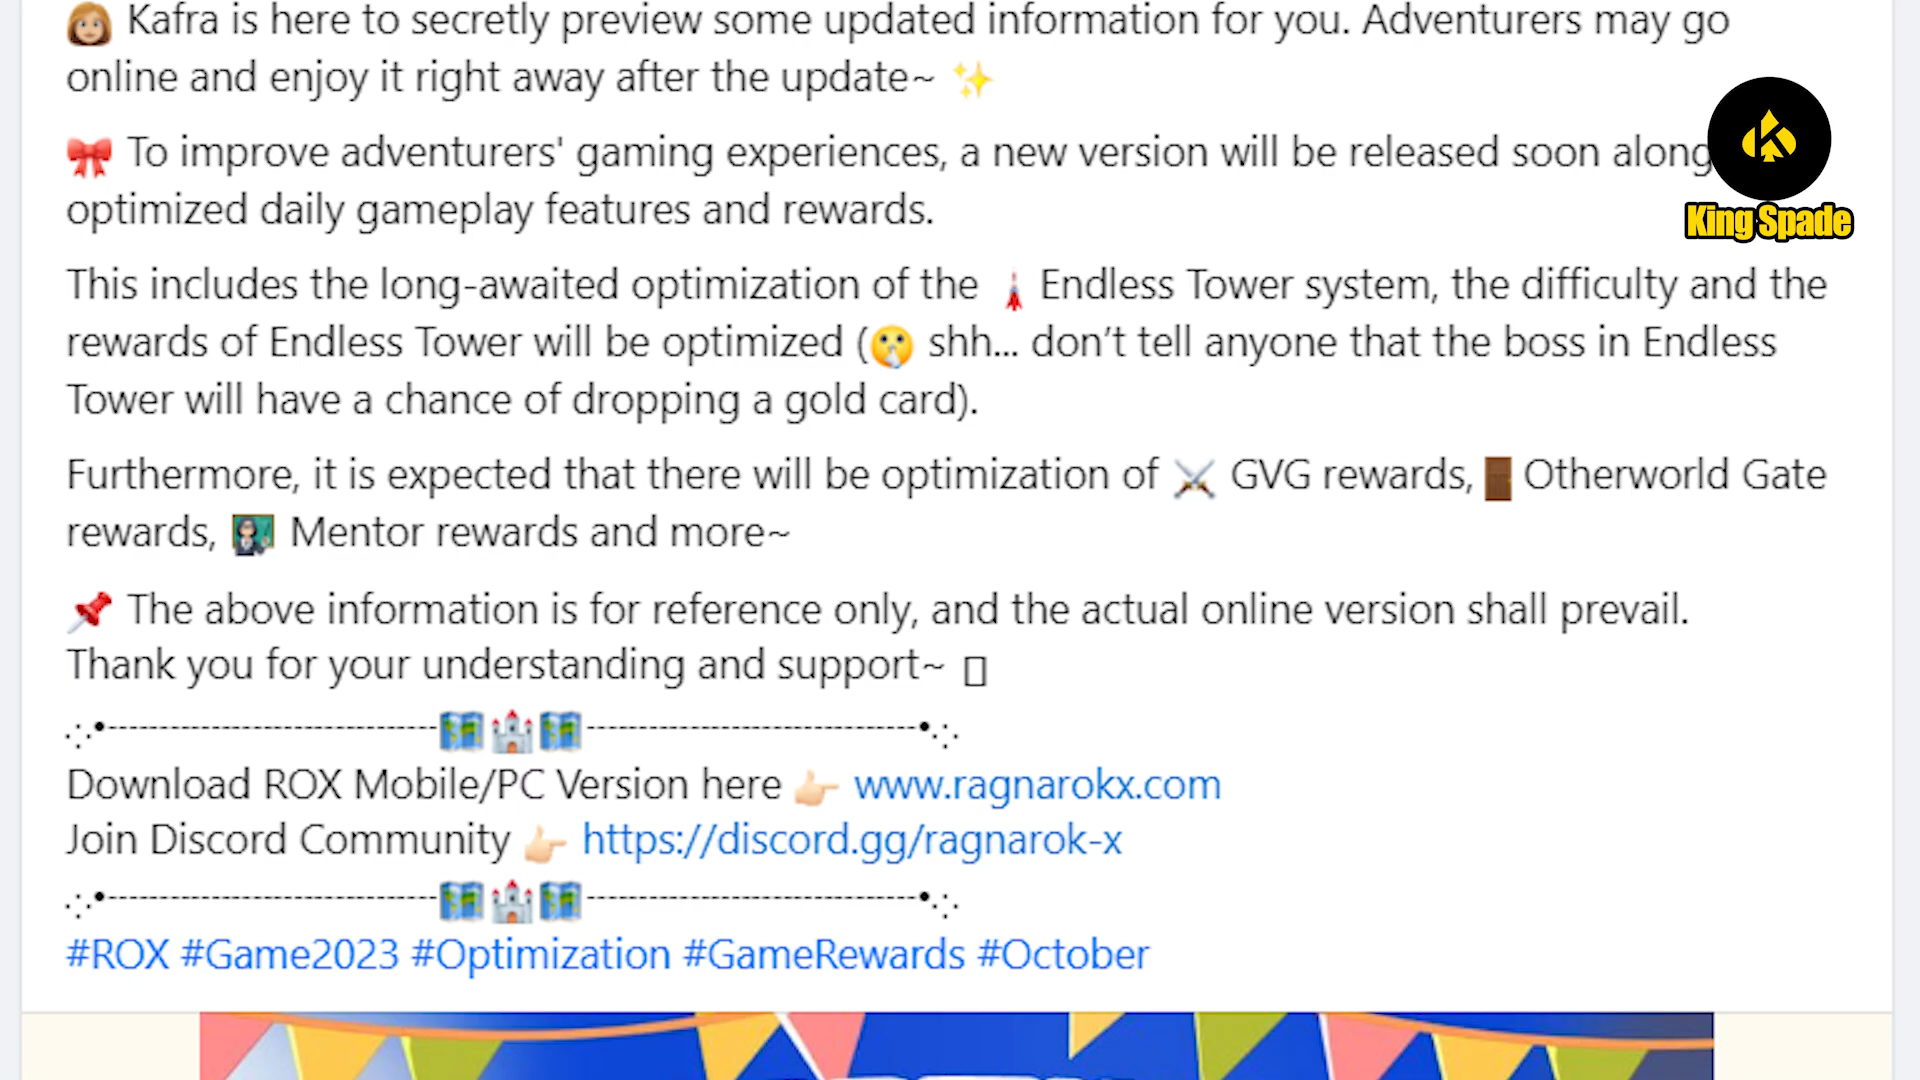 👩🏼 Kafra is here to secretly preview some updated information for you. Adventurers may go
online and enjoy it right away after the update~ ✨
🎀 To improve adventurers' gaming experiences, a new version will be released soon along
optimized daily gameplay features and rewards.
King Spade
This includes the long-awaited optimization of the 🗼 Endless Tower system, the difficulty and the
rewards of Endless Tower will be optimized (🤫 shh... don’t tell anyone that the boss in Endless
Tower will have a chance of dropping a gold card).
Furthermore, it is expected that there will be optimization of ⚔️ GVG rewards, 🚪 Otherworld Gate
rewards, 👩🏻‍🏫 Mentor rewards and more~
📌 The above information is for reference only, and the actual online version shall prevail.
Thank you for your understanding and support~ 
Download ROX Mobile/PC Version here 👉🏻 www.ragnarokx.com
Join Discord Community 👉🏻 https://discord.gg/ragnarok-x
#ROX #Game2023 #Optimization #GameRewards #October